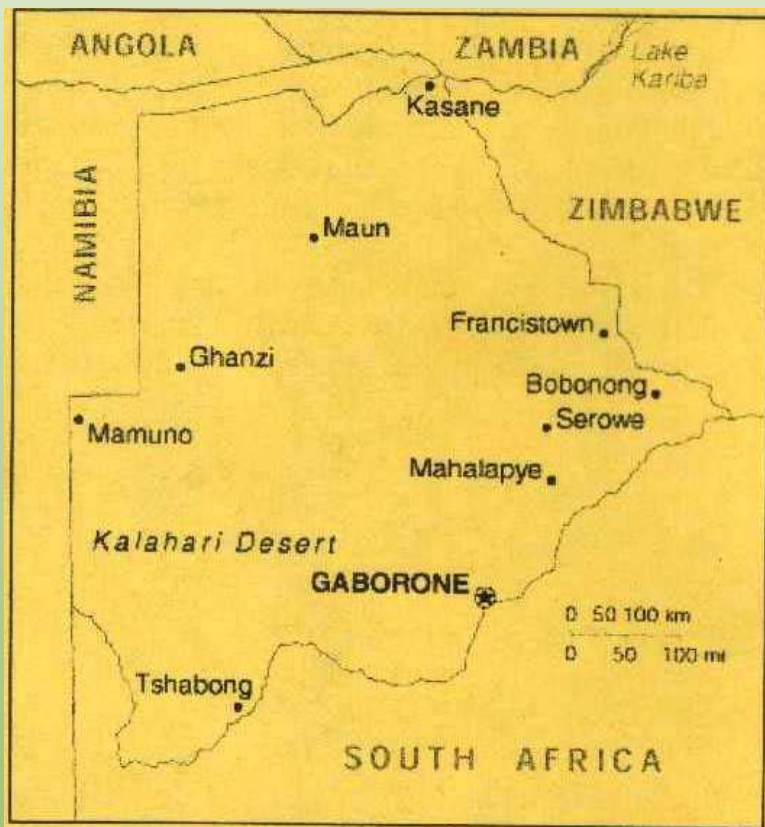 ANGOLA
ZAMBIA
Lake
Kariba
Kasane
NAMIBIA
ZIMBABWE
Maun
Francistown
Ghanzi
Bobonong
Mamuno
Serowe
Mahalapye
Kalahari Desert
GABORONE
0 50 100 km
0 50 100 mi
Tshabong
SOUTH AFRICA